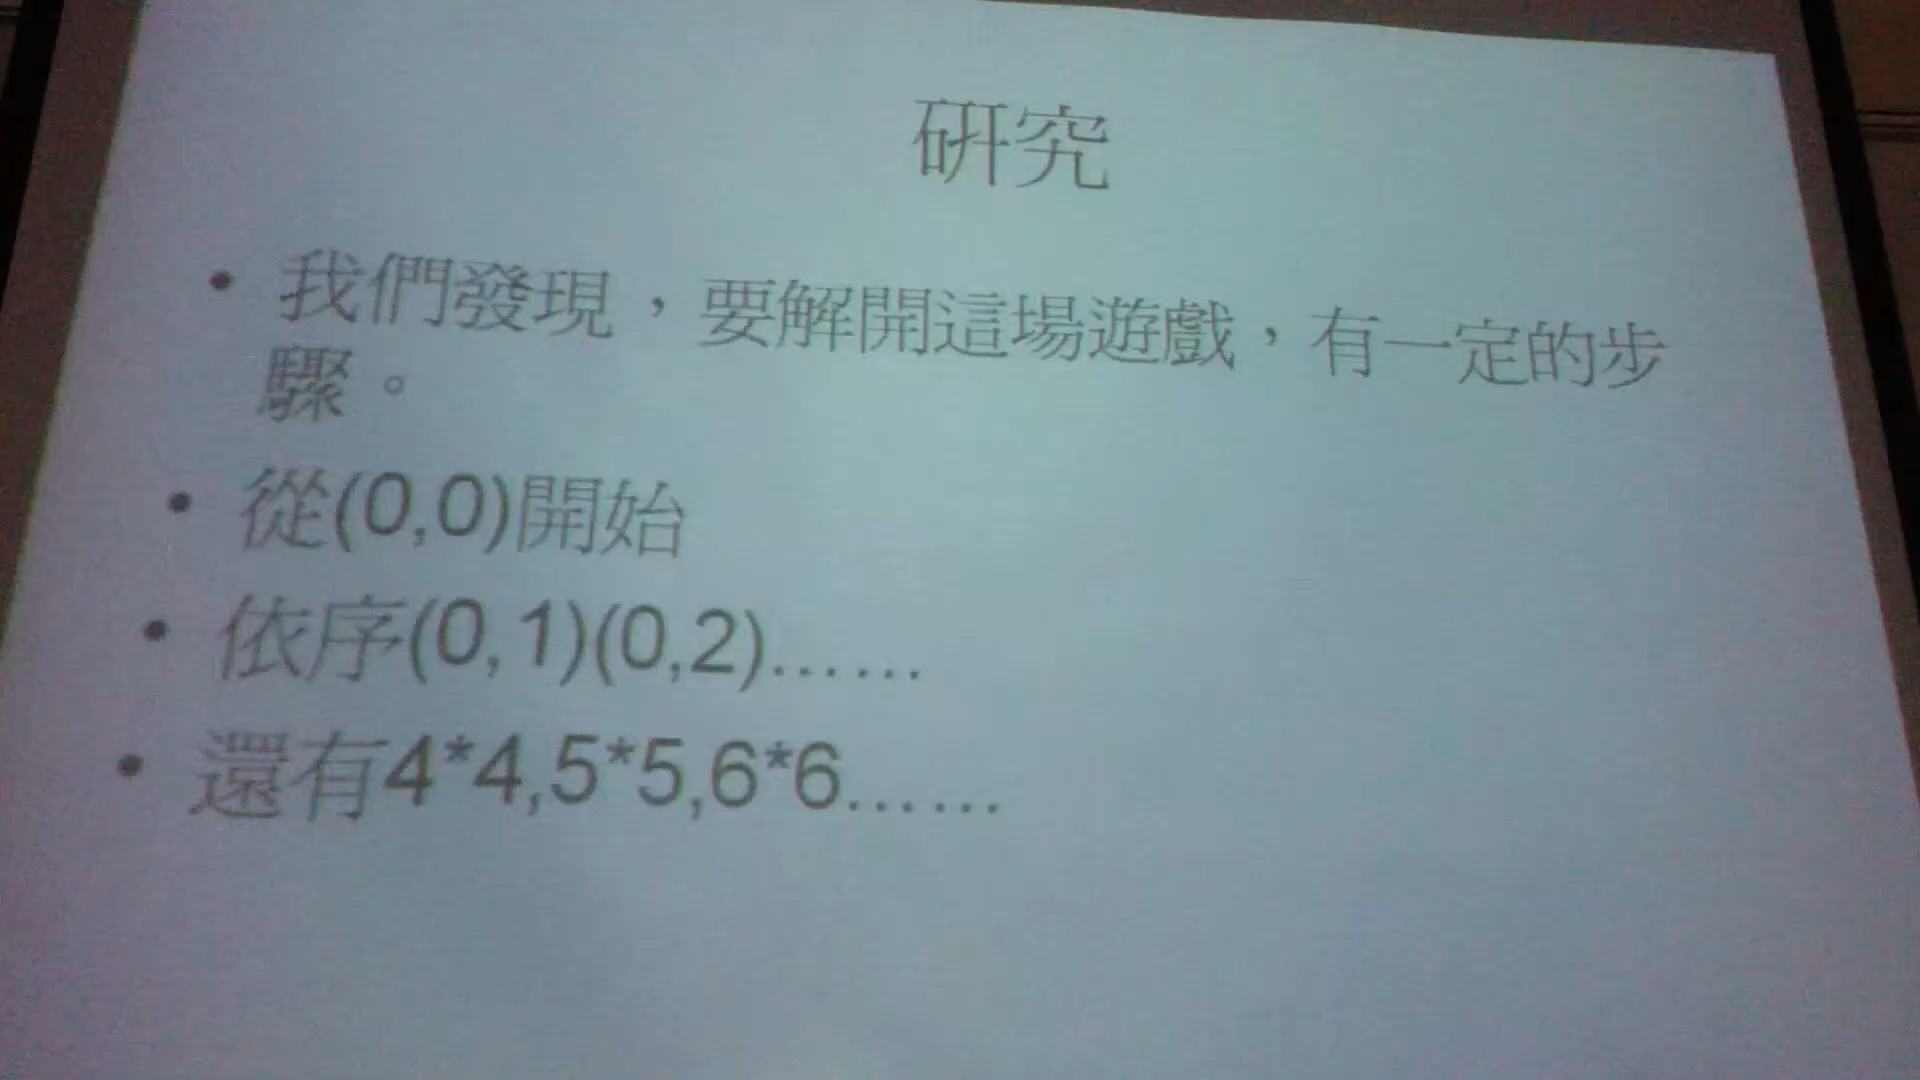 研究
• 我們發現，要解開這場遊戲，有一定的步
驟。
• 從(0,0)開始
• 依序(0,1)(0,2)……
• 還有4*4,5*5,6*6……